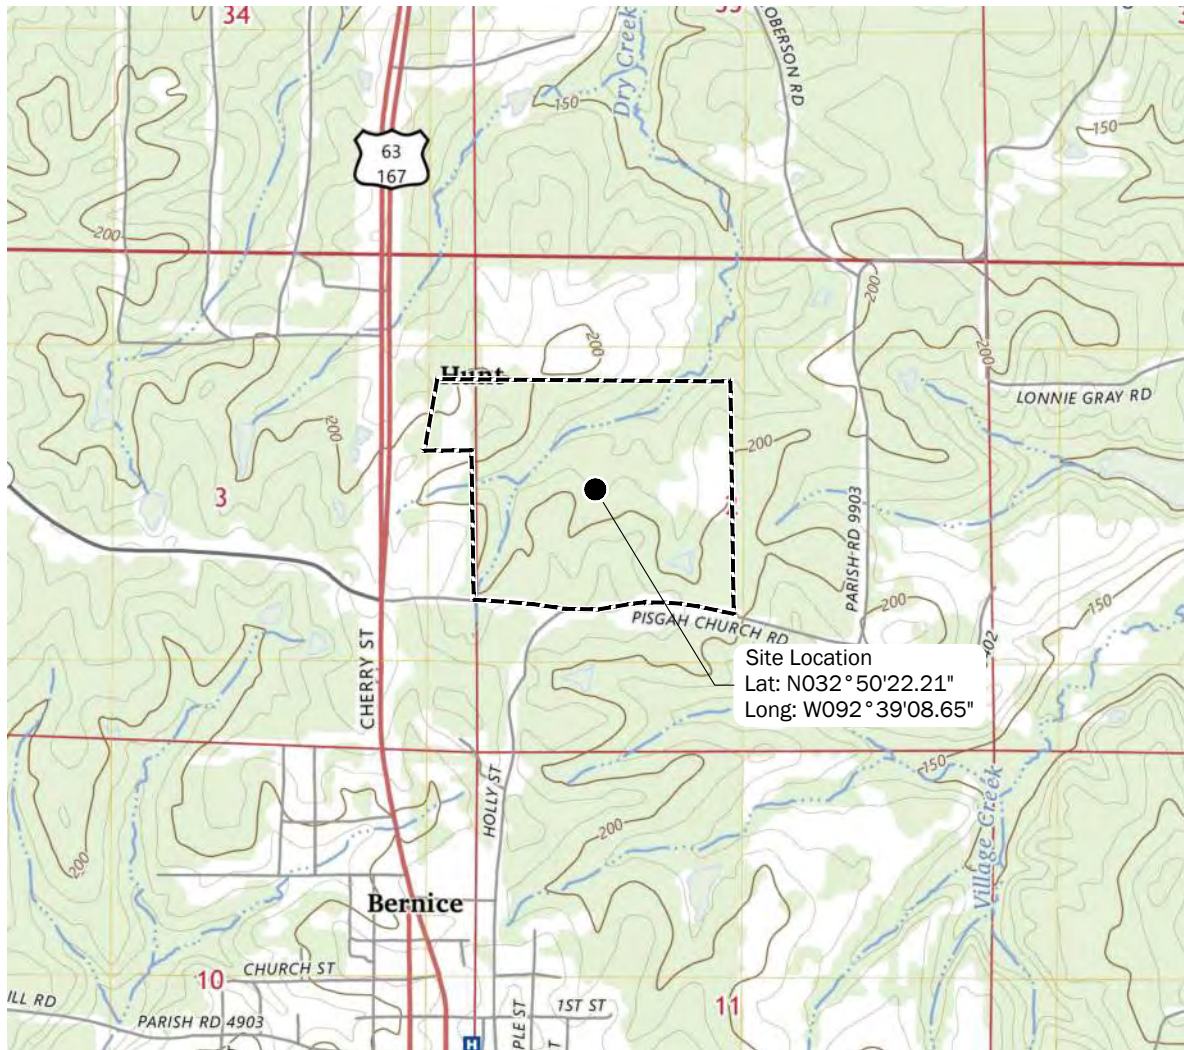 34
35
OBERSON RD
Dry Creek
150
63
167
150
200
200
200
200
Hunt
LONNIE GRAY RD
200
200
3
2
PARISH RD 9903
200
150
PISGAH CHURCH RD
402
CHERRY ST
Site Location
Lat: N032°50'22.21"
Long: W092°39'08.65"
150
HOLLY ST
Village Creek
200
200
Bernice
10
CHURCH ST
11
ILL RD
PARISH RD 4903
PLE ST
1ST ST
T
H